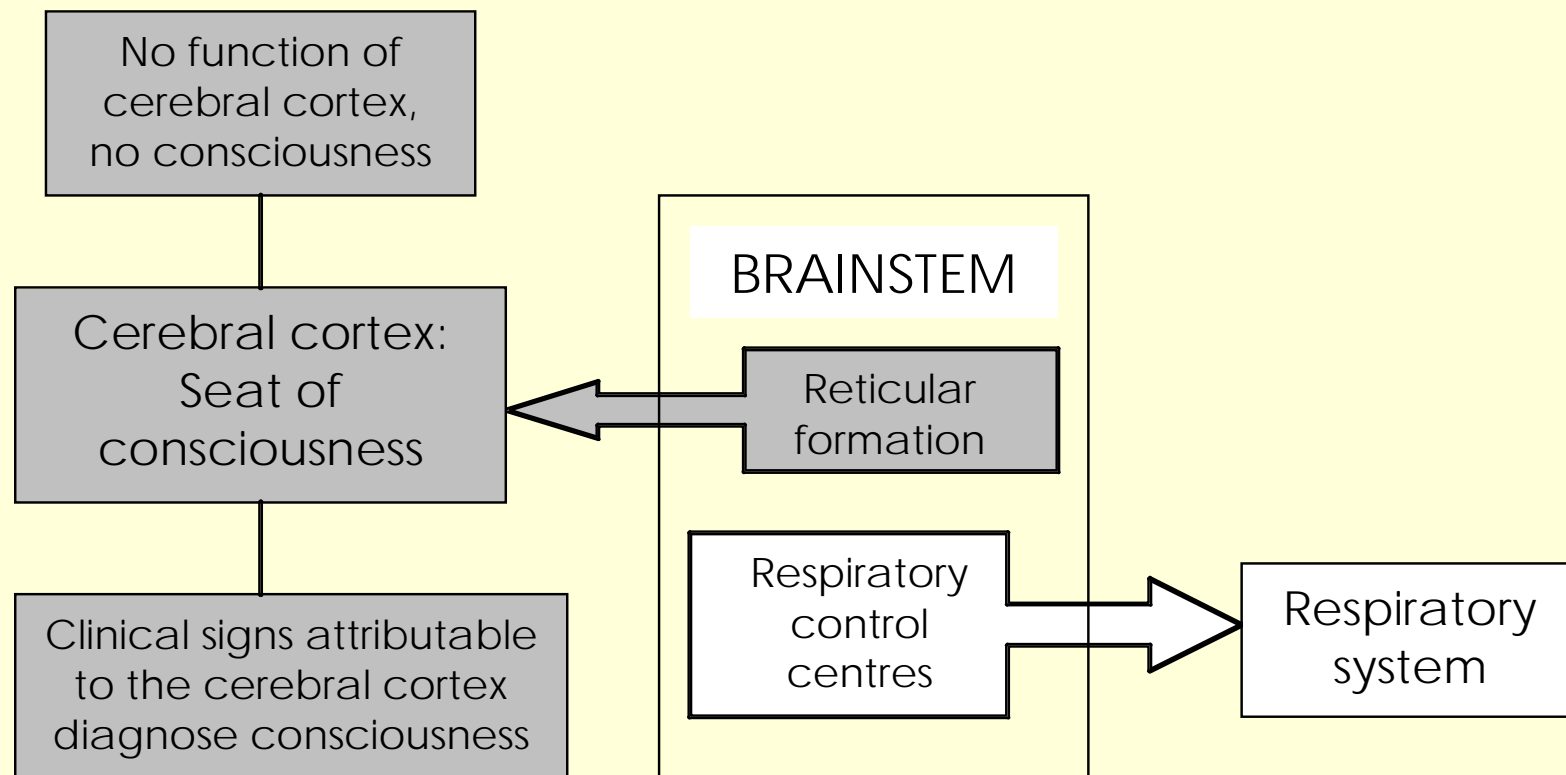 No function of
cerebral cortex,
no consciousness
Cerebral cortex:
Seat of
consciousness
Clinical signs attributable
to the cerebral cortex
diagnose consciousness
BRAINSTEM
Reticular
formation
Respiratory
control
centres
Respiratory
system